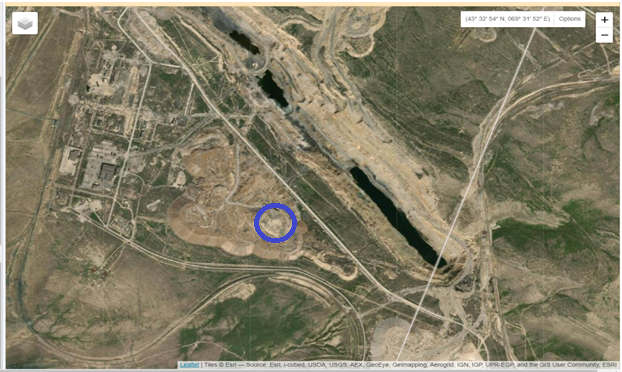 (43° 32' 54" N, 069° 31' 52" E) Options
+
−
Leaflet | Tiles © Esri — Source: Esri, i-cubed, USDA, USGS, AEX, GeoEye, Getmapping, Aerogrid, IGN, IGP, UPR-EGP, and the GIS User Community, ESRI